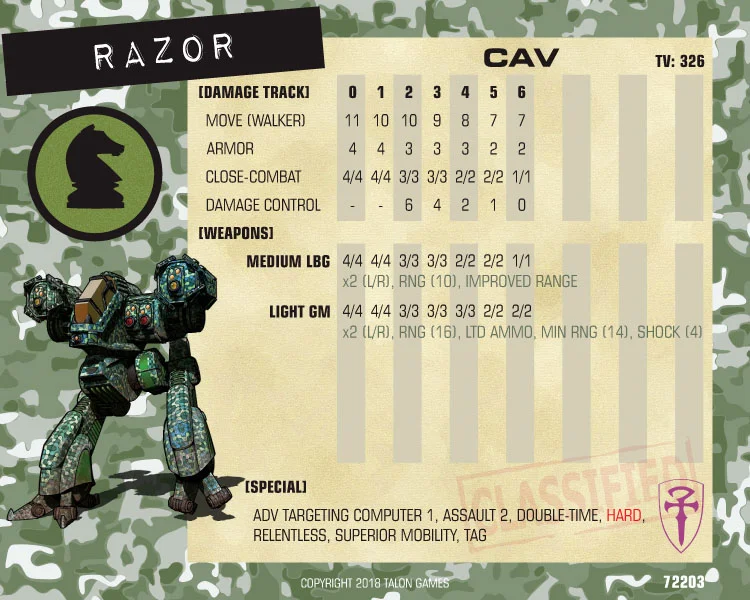 RAZOR
CAV TV: 326
[DAMAGE TRACK] 0 1 2 3 4 5 6
MOVE (WALKER) 11 10 10 9 8 7 7
ARMOR 4 4 3 3 3 2 2
CLOSE-COMBAT 4/4 4/4 3/3 3/3 2/2 2/2 1/1
DAMAGE CONTROL - - 6 4 2 1 0
[WEAPONS]
MEDIUM LBG 4/4 4/4 3/3 3/3 2/2 2/2 1/1
x2 (L/R), RNG (10), IMPROVED RANGE
LIGHT GM 4/4 4/4 3/3 3/3 3/3 2/2 2/2
x2 (L/R), RNG (16), LTD AMMO, MIN RNG (14), SHOCK (4)
CLASSIFIED
[SPECIAL]
ADV TARGETING COMPUTER 1, ASSAULT 2, DOUBLE-TIME, HARD,
RELENTLESS, SUPERIOR MOBILITY, TAG
COPYRIGHT 2018 TALON GAMES
72203